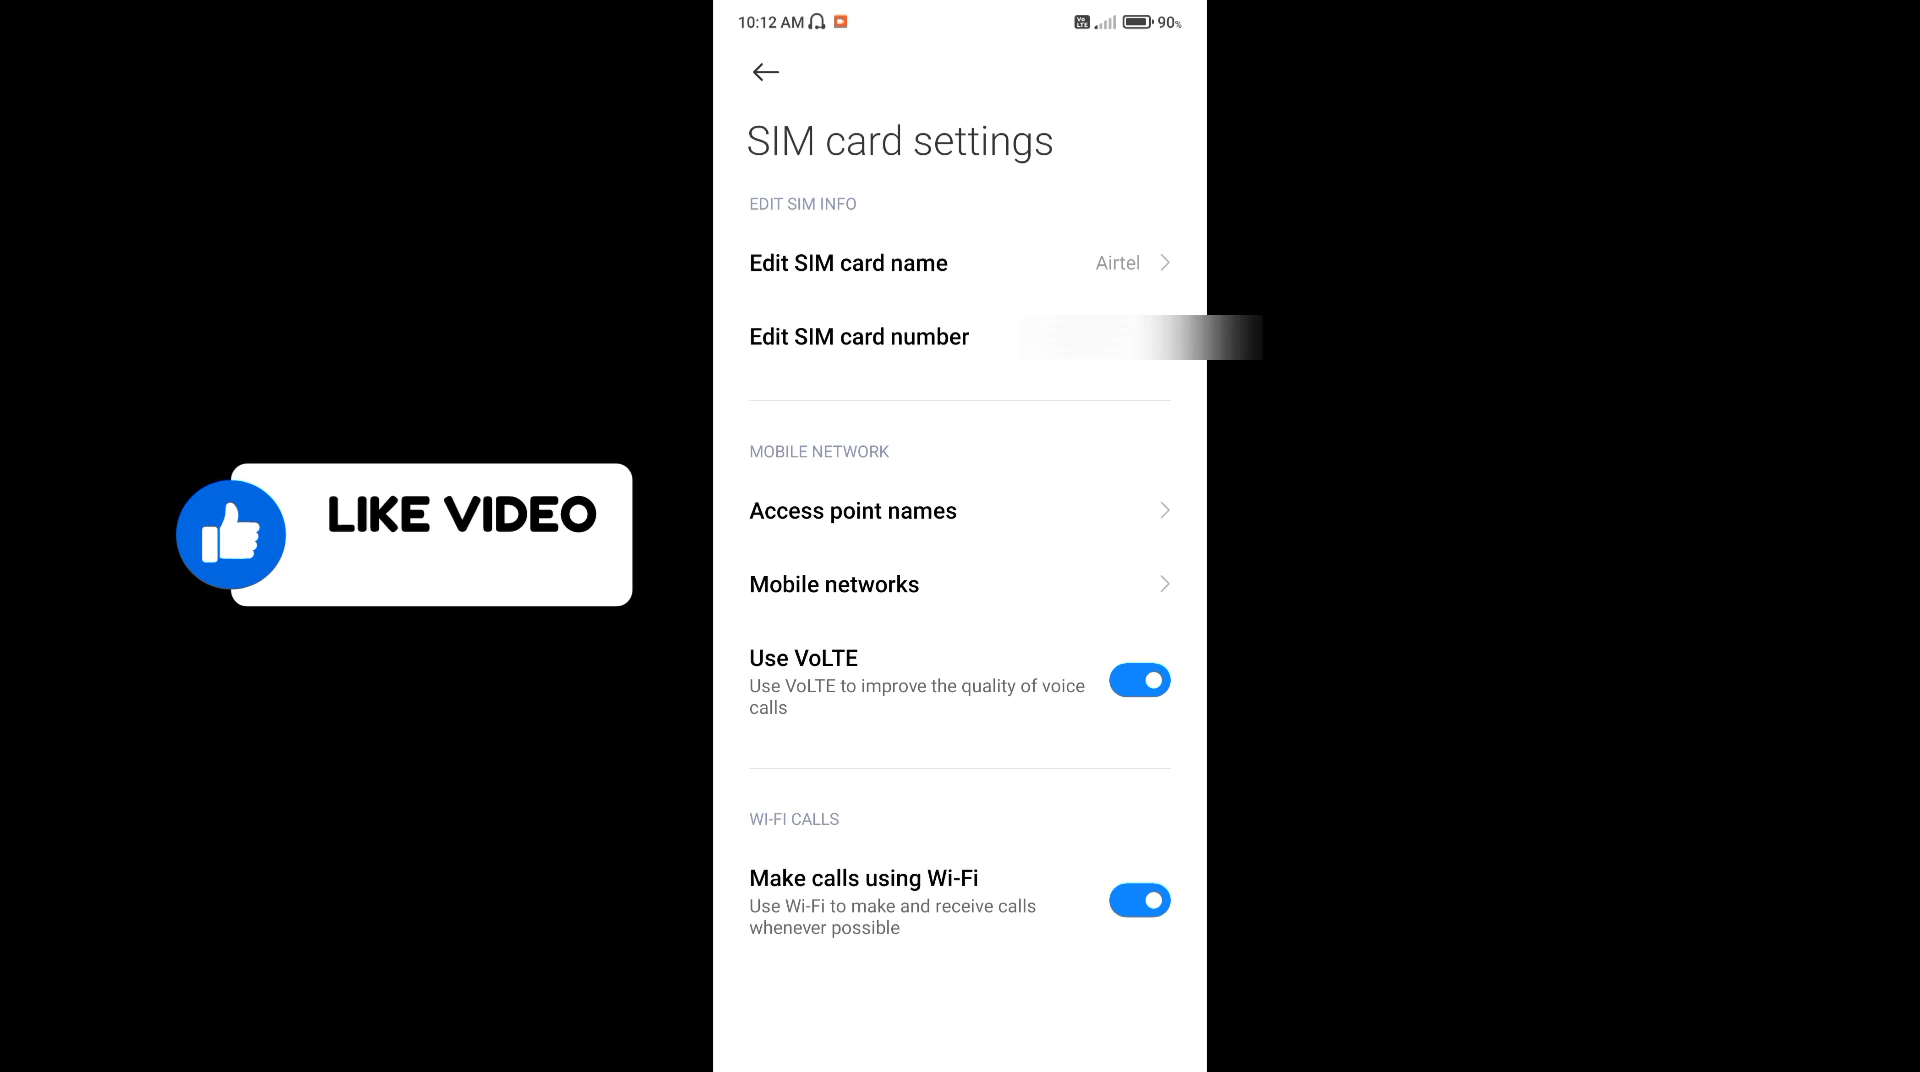 10:12 AM
Vo LTE
90%
SIM card settings
EDIT SIM INFO
Edit SIM card name
Airtel
Edit SIM card number
MOBILE NETWORK
Access point names
Mobile networks
Use VoLTE
Use VoLTE to improve the quality of voice
calls
WI-FI CALLS
Make calls using Wi-Fi
Use Wi-Fi to make and receive calls
whenever possible
LIKE VIDEO